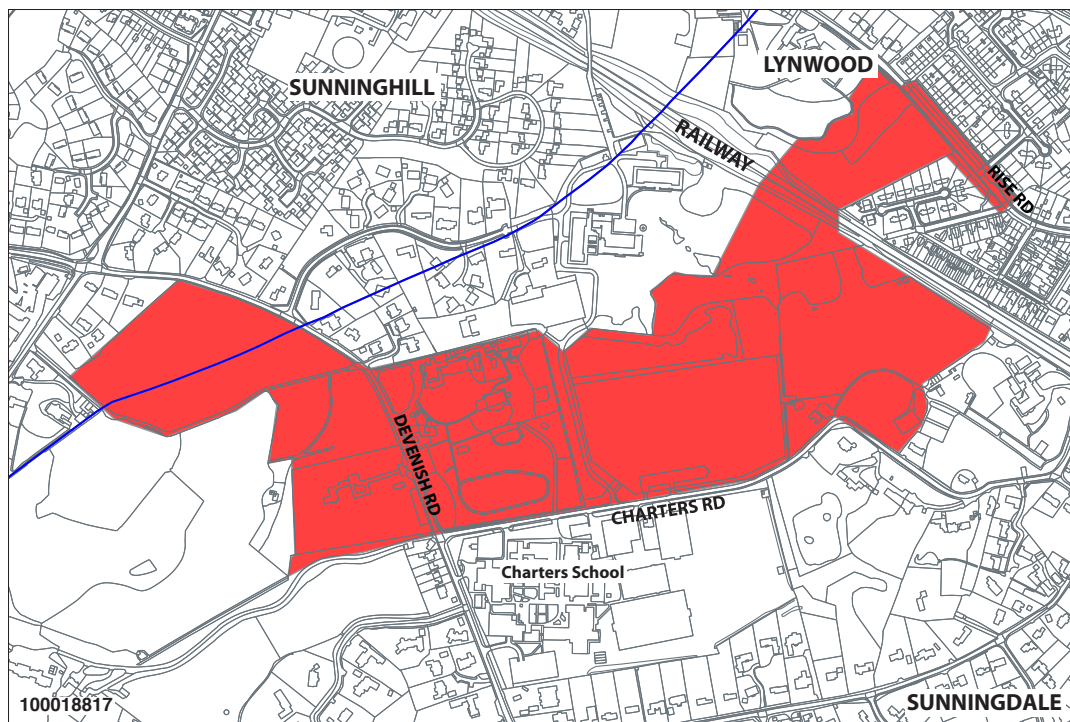 LYNWOOD
SUNNINGHILL
RAILWAY
RISE RD
DEVENISH RD
CHARTERS RD
Charters School
100018817
SUNNINGDALE